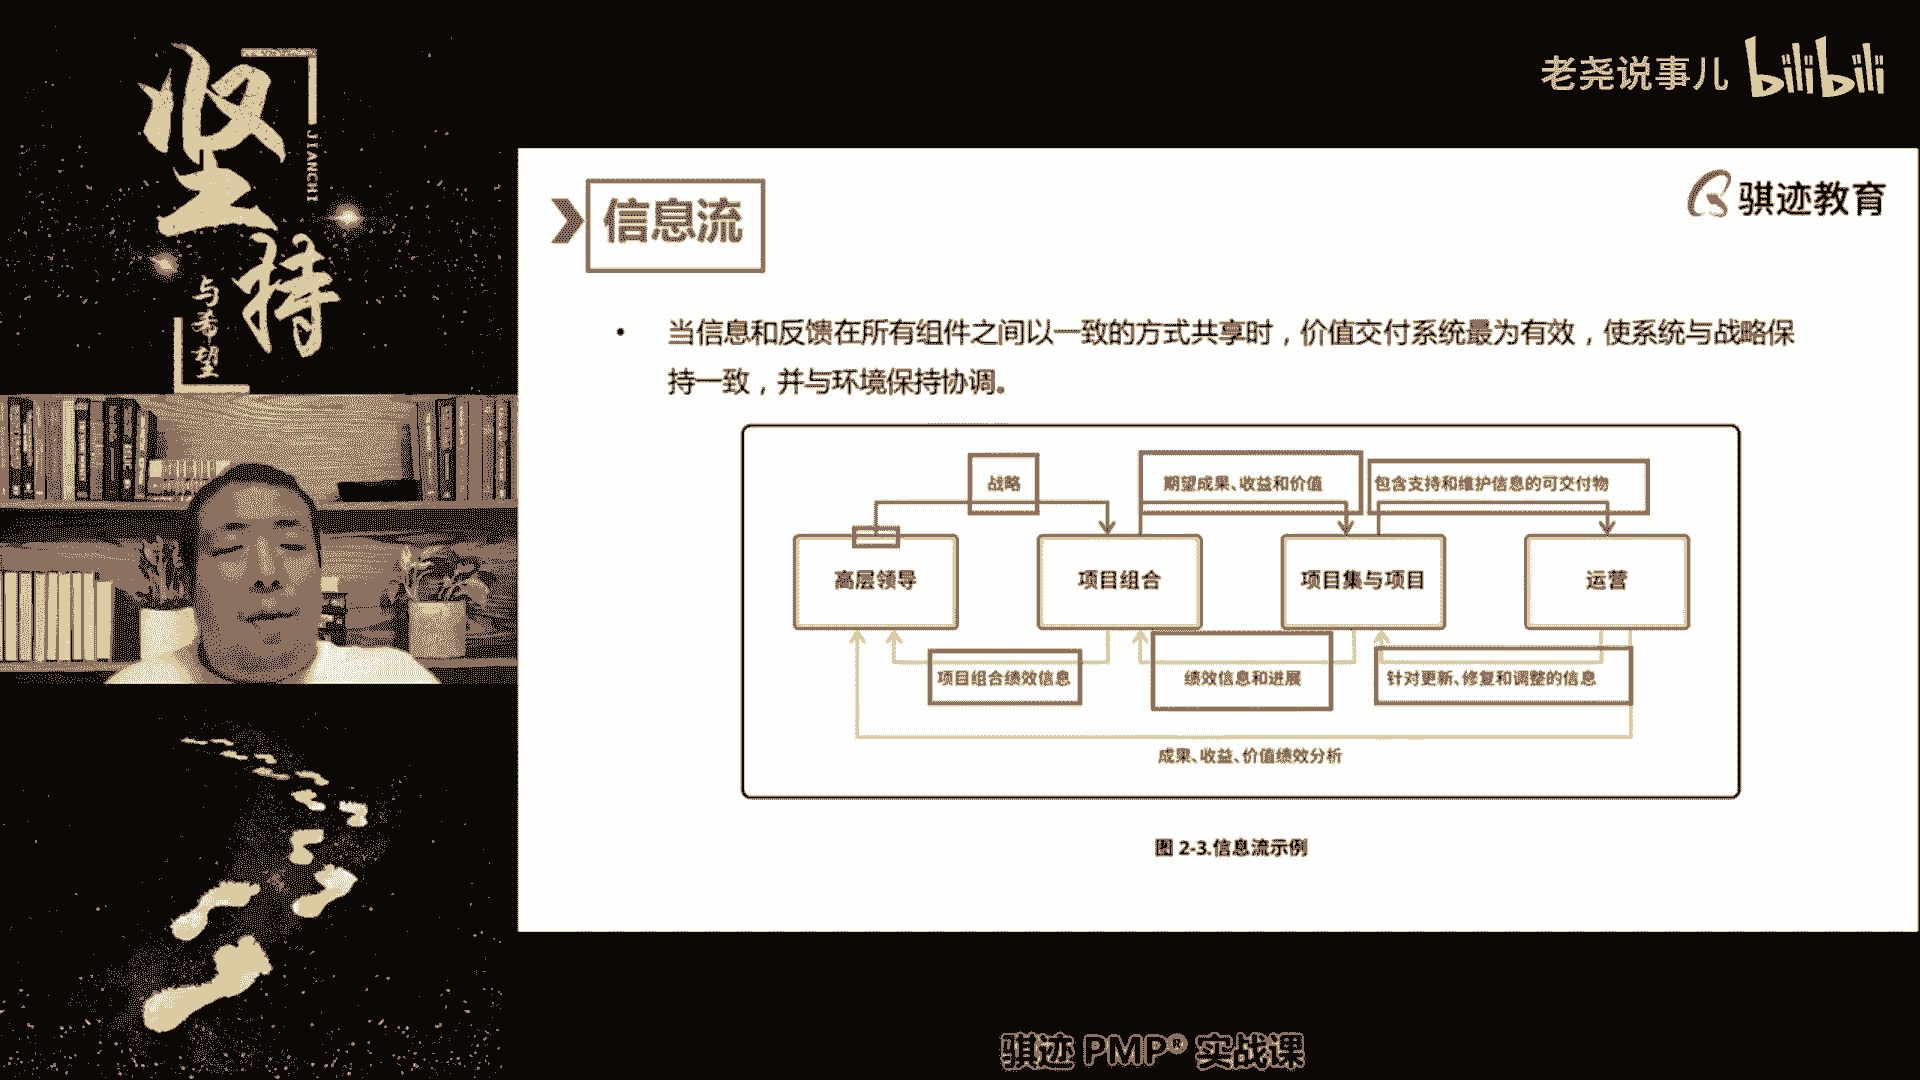 坚持
JIANCHI
与希望
老尧说事儿 bilibili
骐迹教育
信息流
• 当信息和反馈在所有组件之间以一致的方式共享时，价值交付系统最为有效，使系统与战略保
持一致，并与环境保持协调。
战略
期望成果、收益和价值
包含支持和维护信息的可交付物
高层领导
项目组合
项目集与项目
运营
项目组合绩效信息
绩效信息和进展
针对更新、修复和调整的信息
成果、收益、价值绩效分析
图 2-3.信息流示例
骐迹 PMP® 实战课